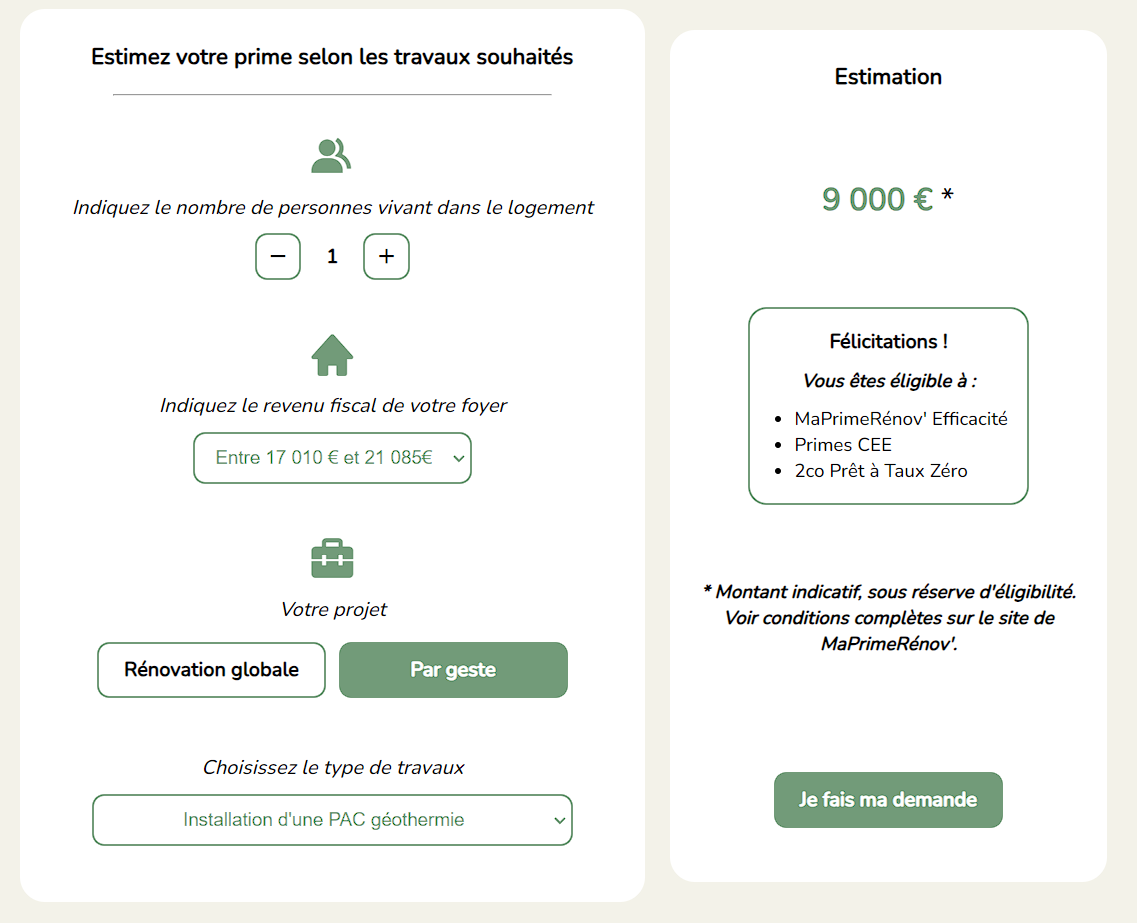 Estimez votre prime selon les travaux souhaités
Indiquez le nombre de personnes vivant dans le logement
− 1 +
Indiquez le revenu fiscal de votre foyer
Entre 17 010 € et 21 085€
Votre projet
Rénovation globale
Par geste
Choisissez le type de travaux
Installation d'une PAC géothermie
Estimation
9 000 € *
Félicitations !
Vous êtes éligible à :
• MaPrimeRénov' Efficacité
• Primes CEE
• 2co Prêt à Taux Zéro
* Montant indicatif, sous réserve d'éligibilité.
Voir conditions complètes sur le site de
MaPrimeRénov'.
Je fais ma demande